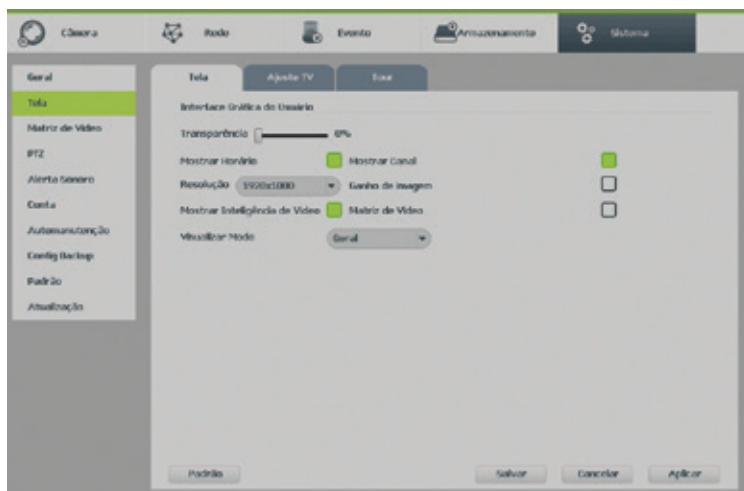 Câmera Rede Evento Armazenamento Sistema
Geral
Tela
Matriz de Vídeo
PTZ
Alerta Sonoro
Conta
Automanutenção
Config Backup
Padrão
Atualização
Tela Ajuste TV Tour
Interface Gráfica do Usuário
Transparência 0%
Mostrar Horário Mostrar Canal
Resolução 1920x1080 Ganho de imagem
Mostrar Inteligência de Vídeo Matriz de Vídeo
Visualizar Modo Geral
Padrão Salvar Cancelar Aplicar